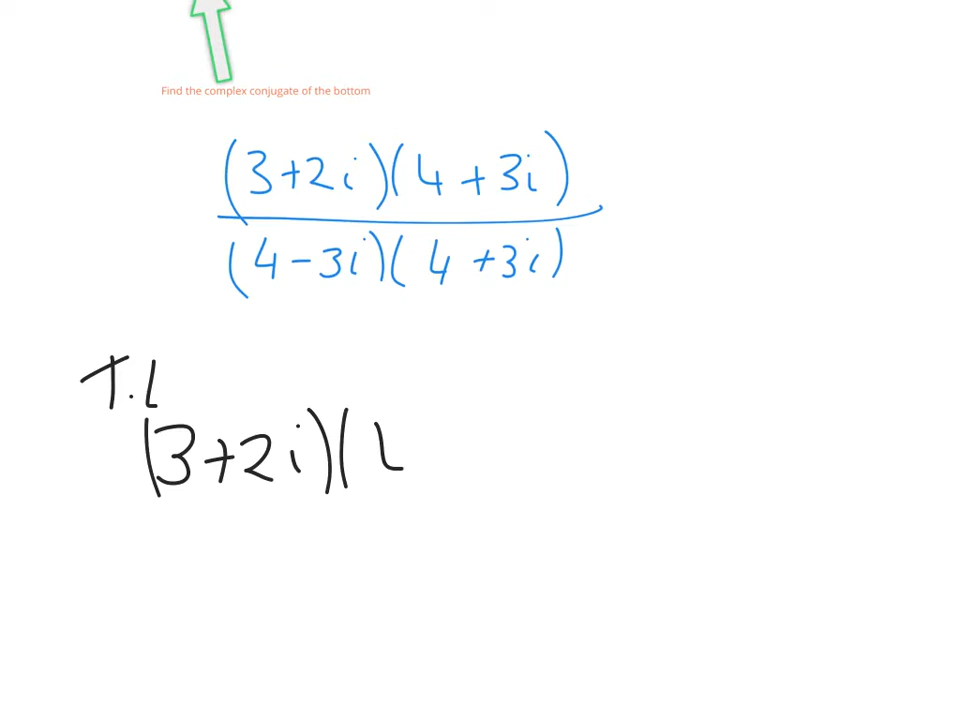 Find the complex conjugate of the bottom
(3+2i)(4+3i)
(4-3i)(4+3i)
T.L
(3+2i)(